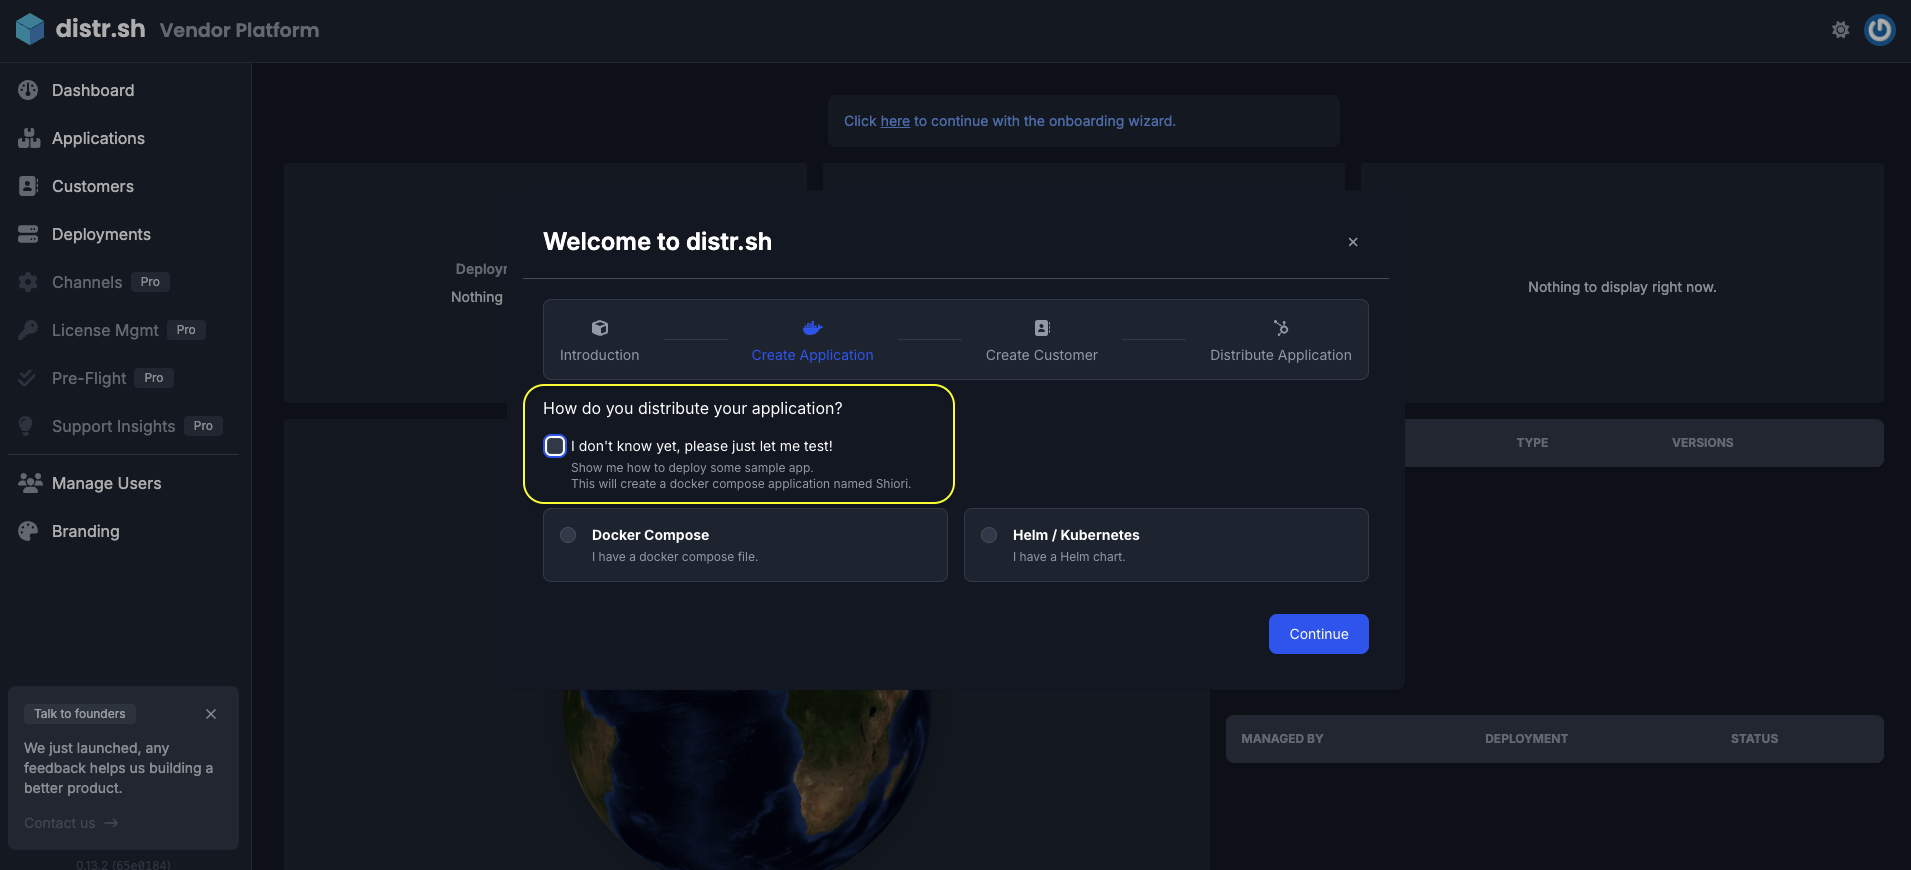 distr.sh Vendor Platform
Dashboard
Applications
Customers
Deployments
Channels Pro
License Mgmt Pro
Pre-Flight Pro
Support Insights Pro
Manage Users
Branding
Talk to founders
We just launched, any
feedback helps us building a
better product.
Contact us →
0.13.2 (65e0184)
Click here to continue with the onboarding wizard.
Nothing
Nothing to display right now.
Welcome to distr.sh
Introduction
Create Application
Create Customer
Distribute Application
How do you distribute your application?
I don't know yet, please just let me test!
Show me how to deploy some sample app.
This will create a docker compose application named Shiori.
Docker Compose
I have a docker compose file.
Helm / Kubernetes
I have a Helm chart.
Continue
TYPE VERSIONS
MANAGED BY DEPLOYMENT STATUS